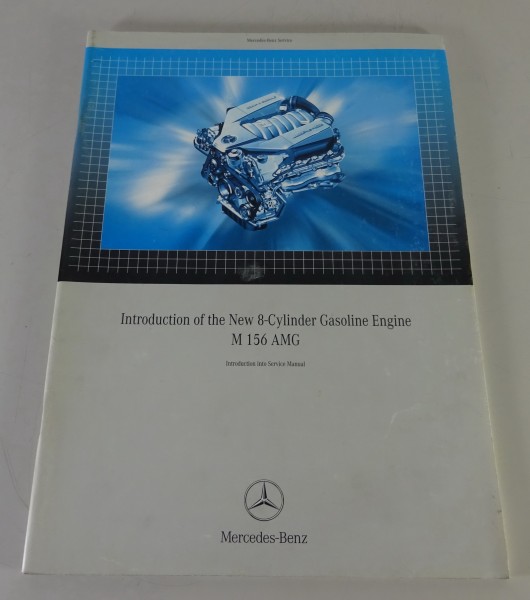 Mercedes-Benz Service
Introduction of the New 8-Cylinder Gasoline Engine
M 156 AMG
Introduction into Service Manual
Mercedes-Benz